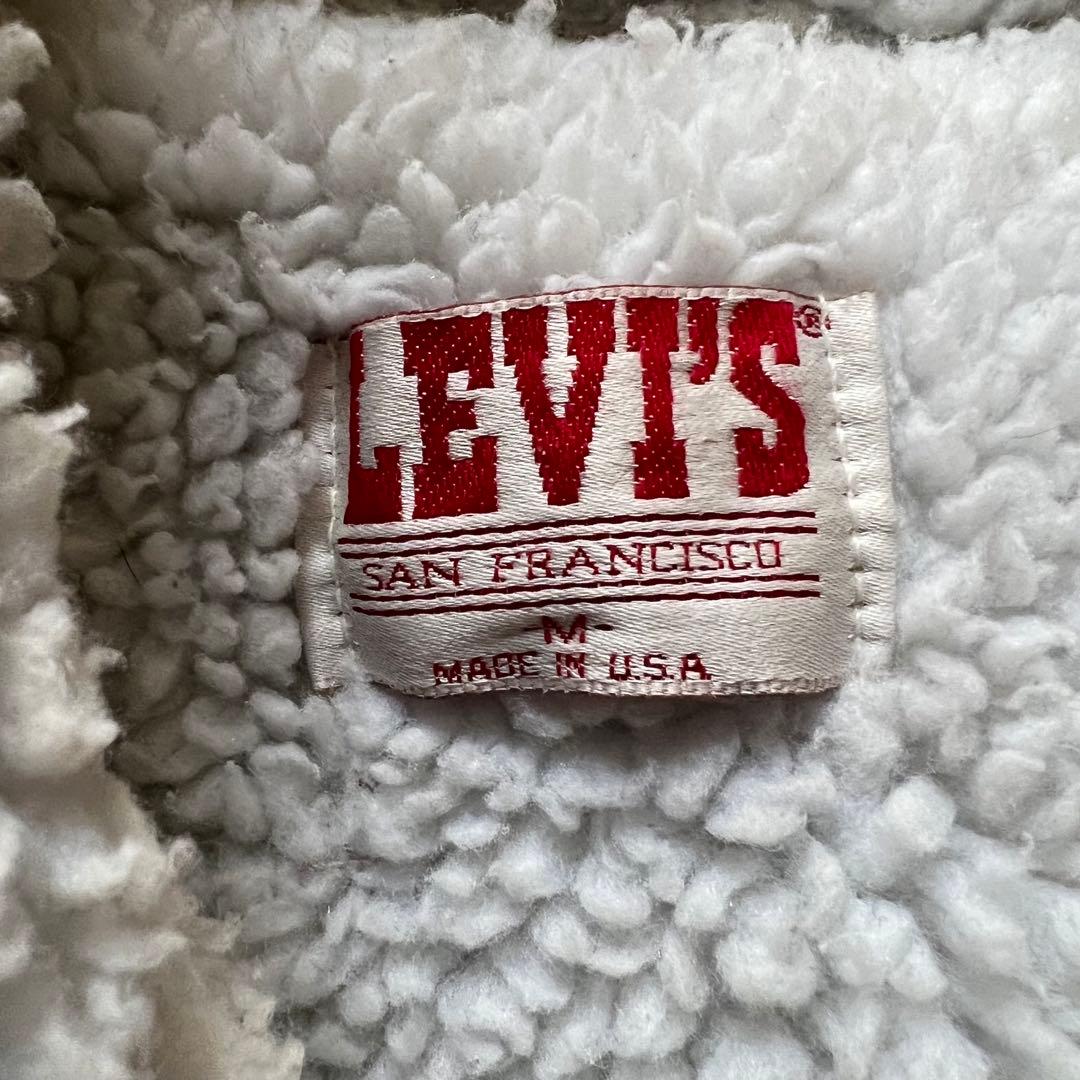 LEVI'S®
SAN FRANCISCO
-M-
MADE IN U.S.A.